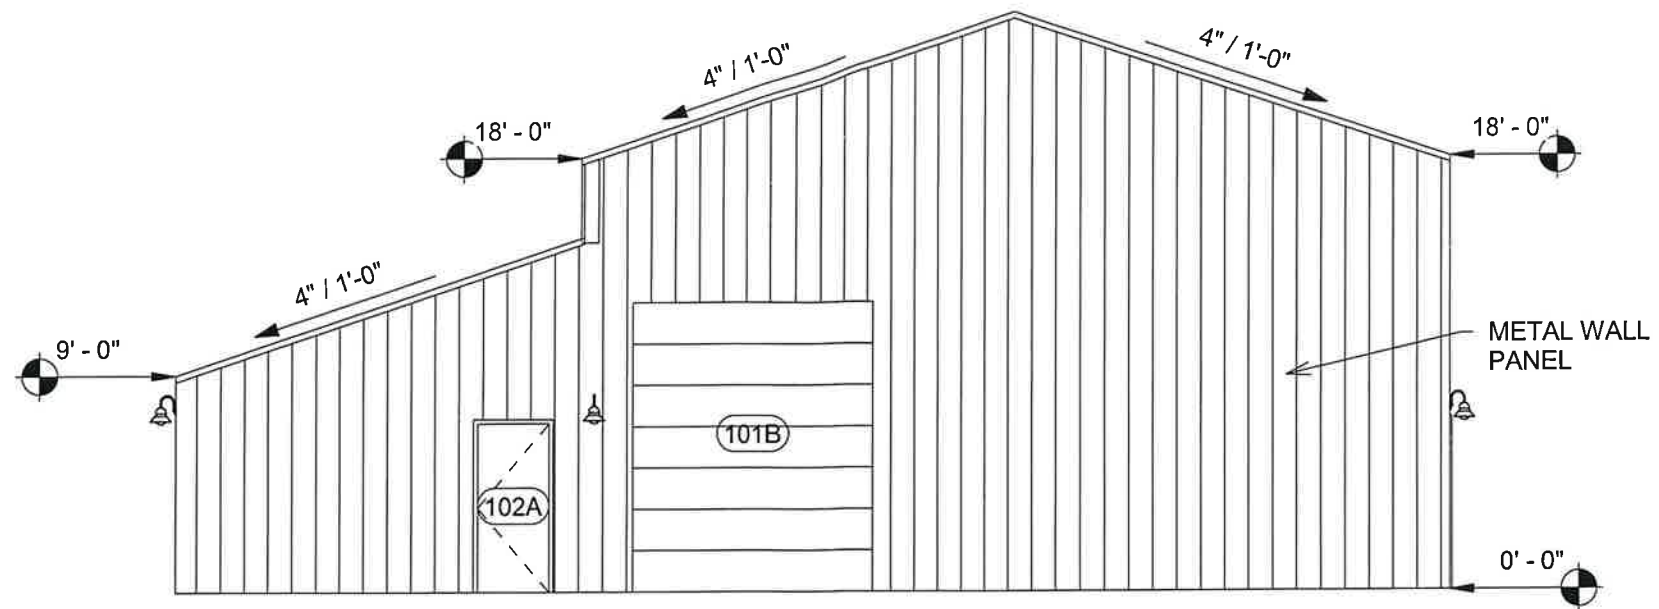 4" / 1'-0"
4" / 1'-0"
18' - 0"
18' - 0"
4" / 1'-0"
9' - 0"
METAL WALL
PANEL
101B
102A
0' - 0"